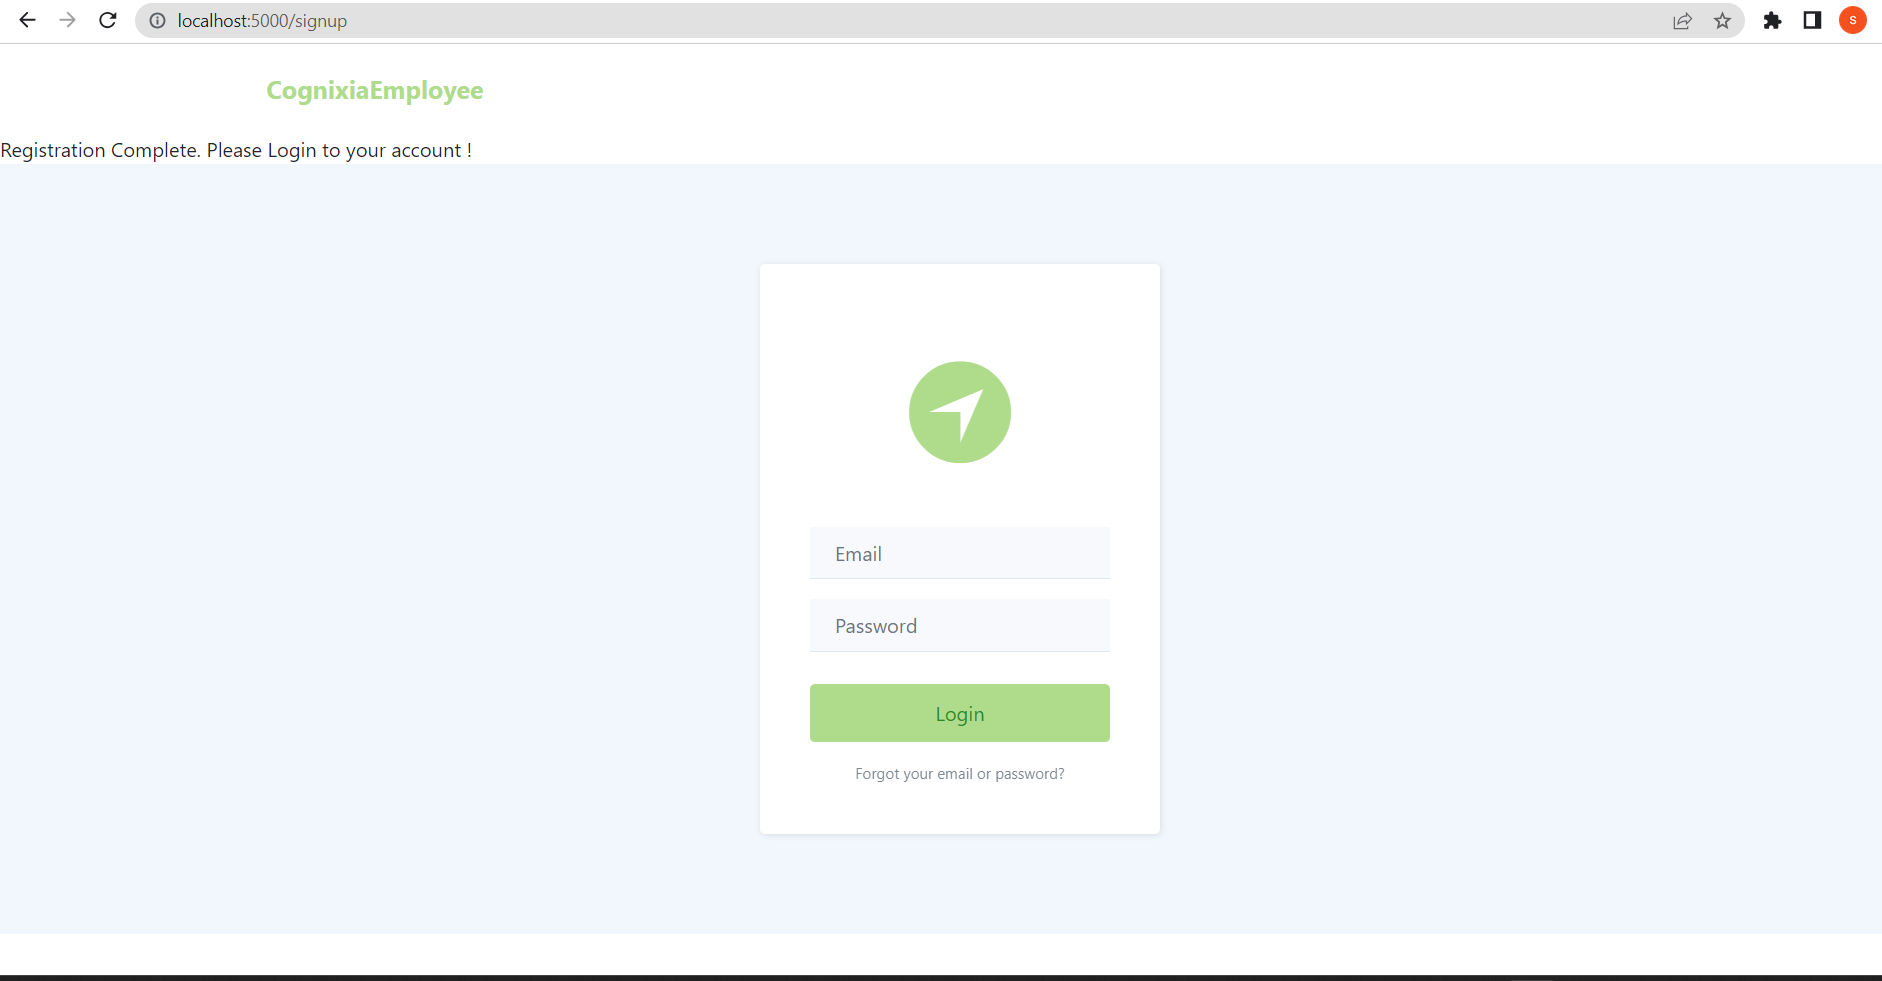 localhost:5000/signup
S
CognixiaEmployee
Registration Complete. Please Login to your account !
Email
Password
Login
Forgot your email or password?